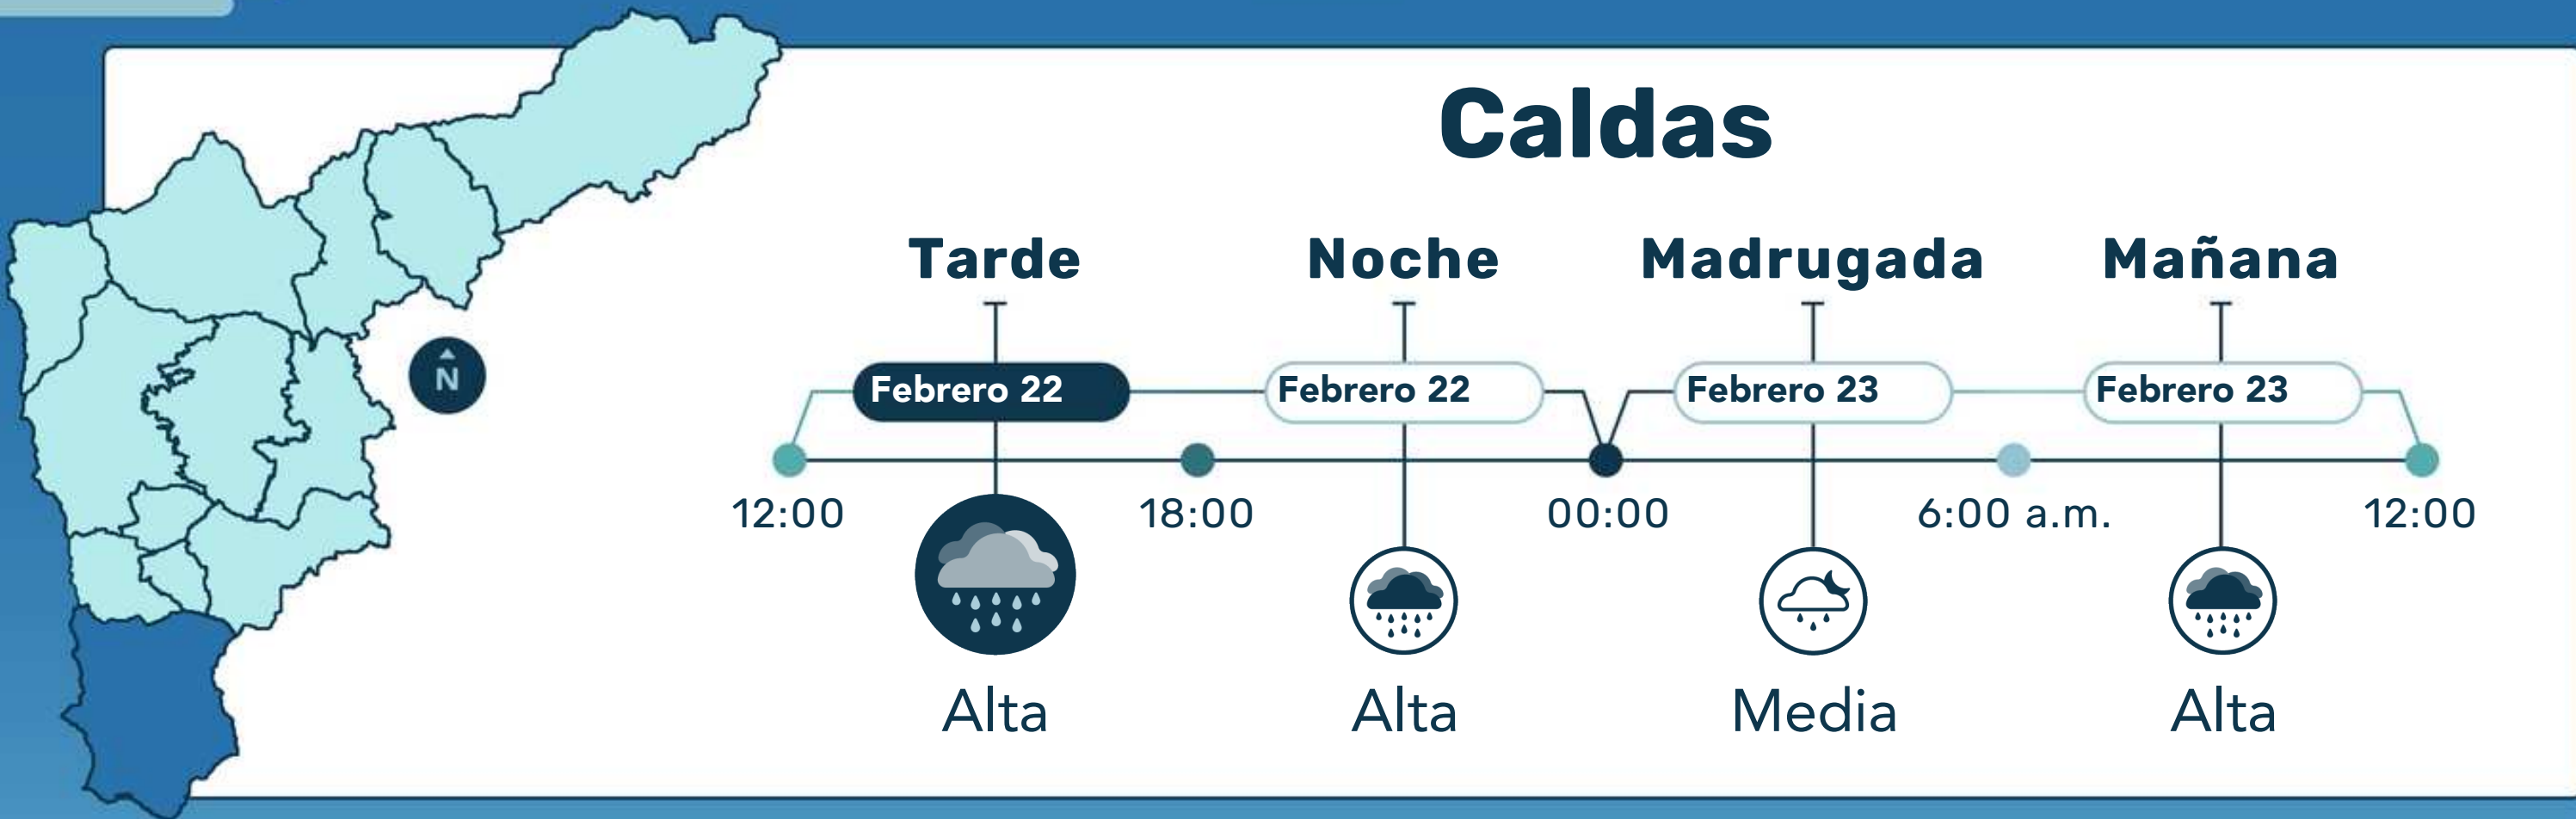 Caldas
Tarde Noche Madrugada Mañana
Febrero 22 Febrero 22 Febrero 23 Febrero 23
N
12:00 18:00 00:00 6:00 a.m. 12:00
Alta Alta Media Alta